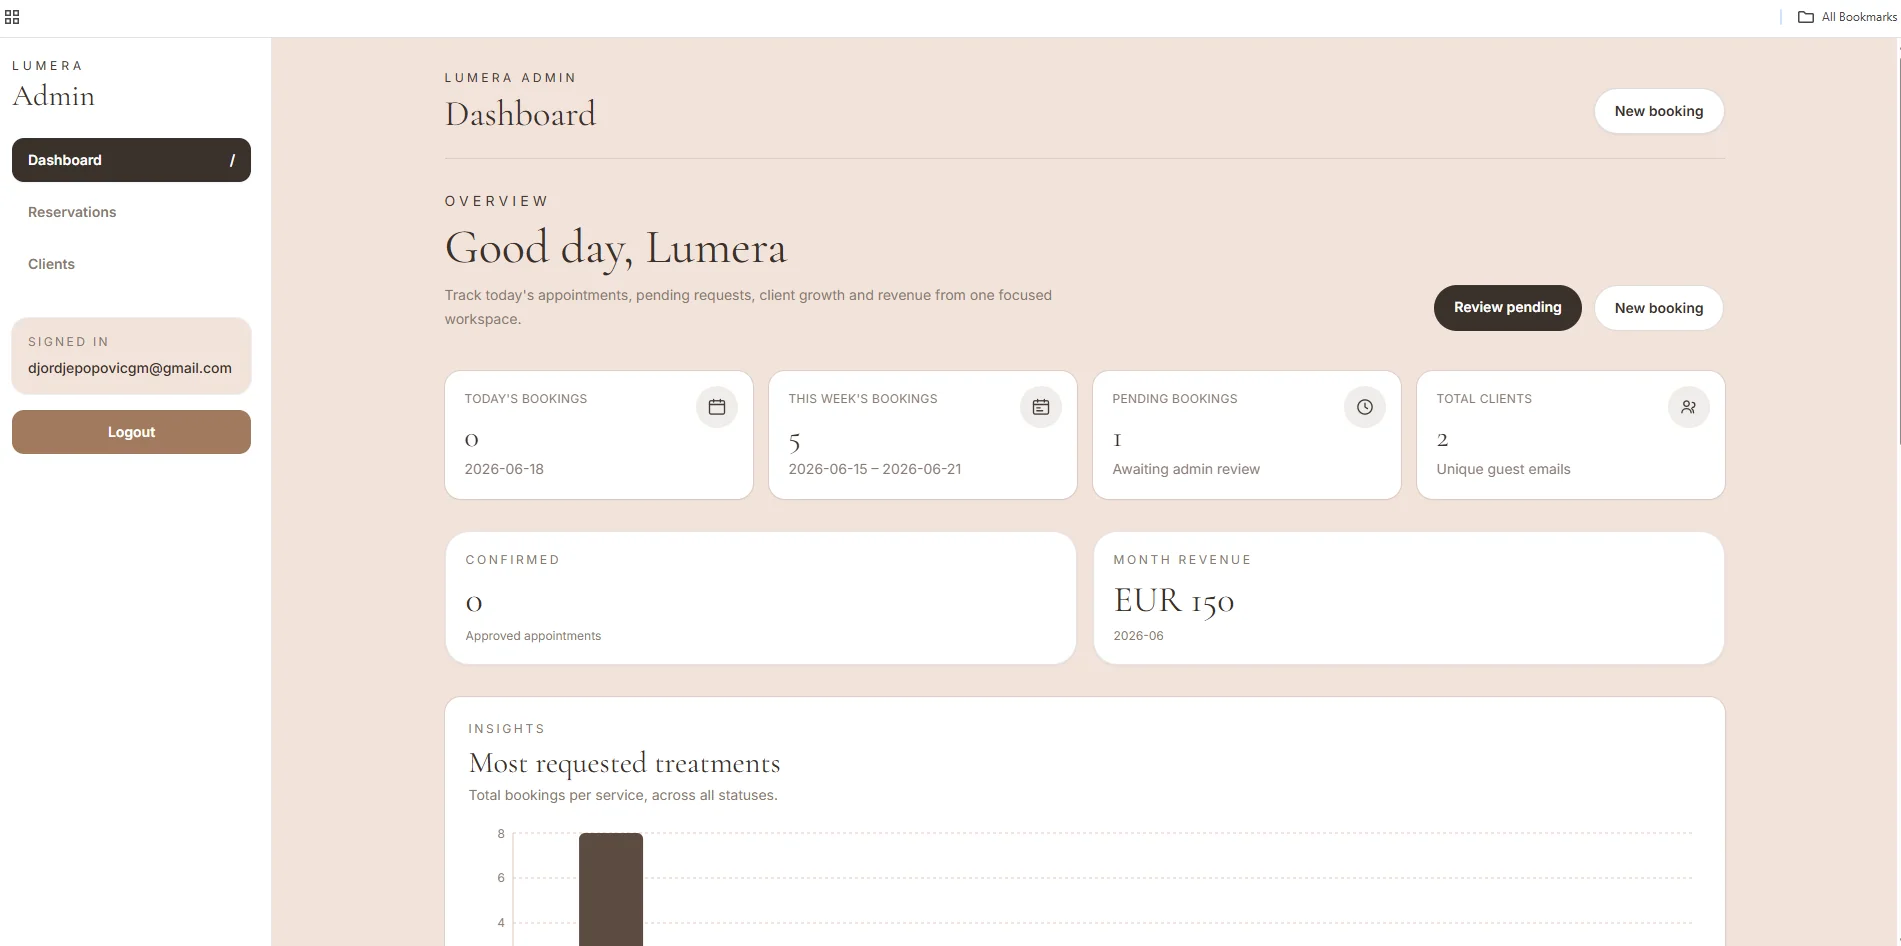 All Bookmarks
LUMERA
Admin
Dashboard /
Reservations
Clients
SIGNED IN
djordjepopovicgm@gmail.com
Logout
LUMERA ADMIN
Dashboard
New booking
OVERVIEW
Good day, Lumera
Track today's appointments, pending requests, client growth and revenue from one focused
workspace.
Review pending
New booking
TODAY'S BOOKINGS
0
2026-06-18
THIS WEEK'S BOOKINGS
5
2026-06-15 – 2026-06-21
PENDING BOOKINGS
1
Awaiting admin review
TOTAL CLIENTS
2
Unique guest emails
CONFIRMED
0
Approved appointments
MONTH REVENUE
EUR 150
2026-06
INSIGHTS
Most requested treatments
Total bookings per service, across all statuses.
8
6
4